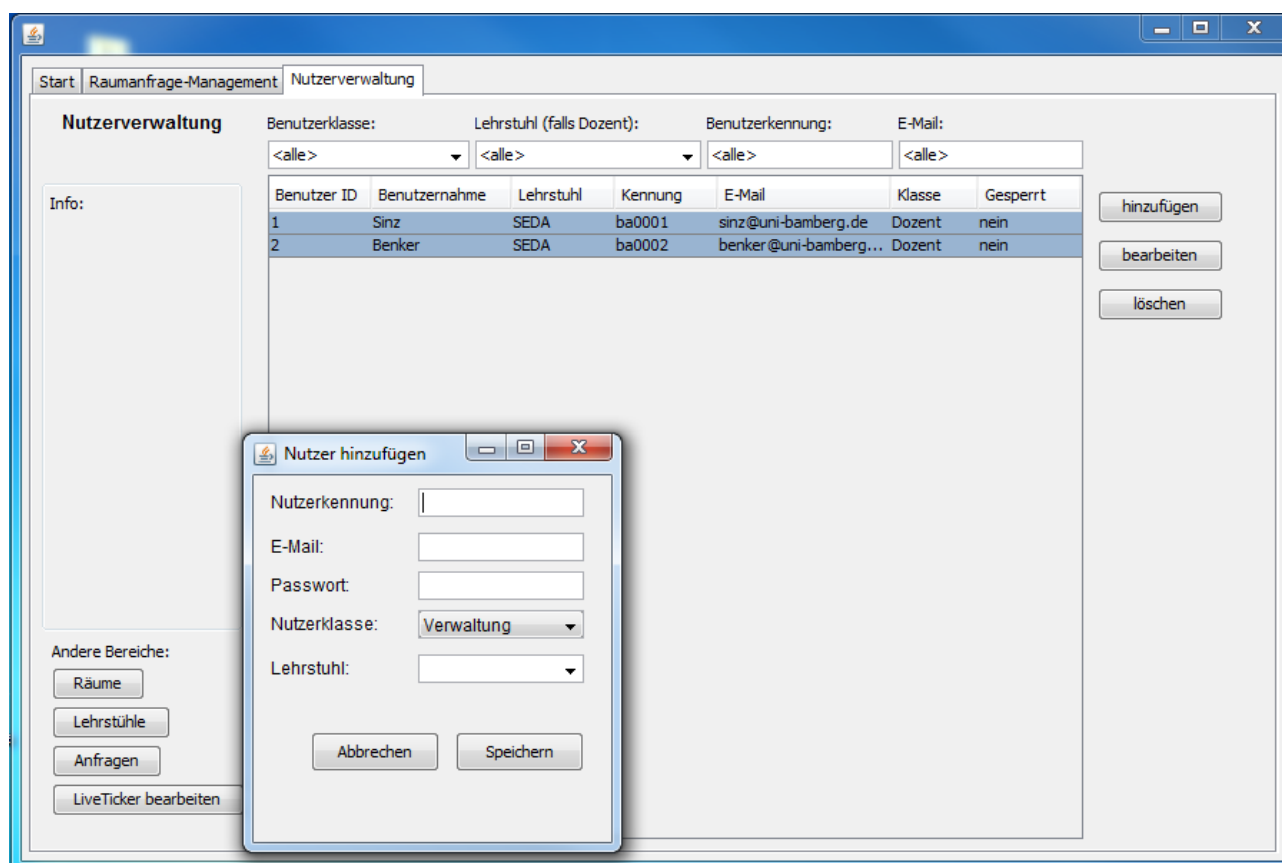 Start Raumanfrage-Management Nutzerverwaltung
Nutzerverwaltung
Benutzerklasse: Lehrstuhl (falls Dozent): Benutzerkennung: E-Mail:
<alle> <alle> <alle> <alle>
Info:
Benutzer ID Benutzernahme Lehrstuhl Kennung E-Mail Klasse Gesperrt
1 Sinz SEDA ba0001 sinz@uni-bamberg.de Dozent nein
2 Benker SEDA ba0002 benker@uni-bamberg... Dozent nein
hinzufügen
bearbeiten
löschen
Nutzer hinzufügen
Nutzerkennung:
E-Mail:
Passwort:
Nutzerklasse: Verwaltung
Lehrstuhl:
Abbrechen Speichern
Andere Bereiche:
Räume
Lehrstühle
Anfragen
LiveTicker bearbeiten